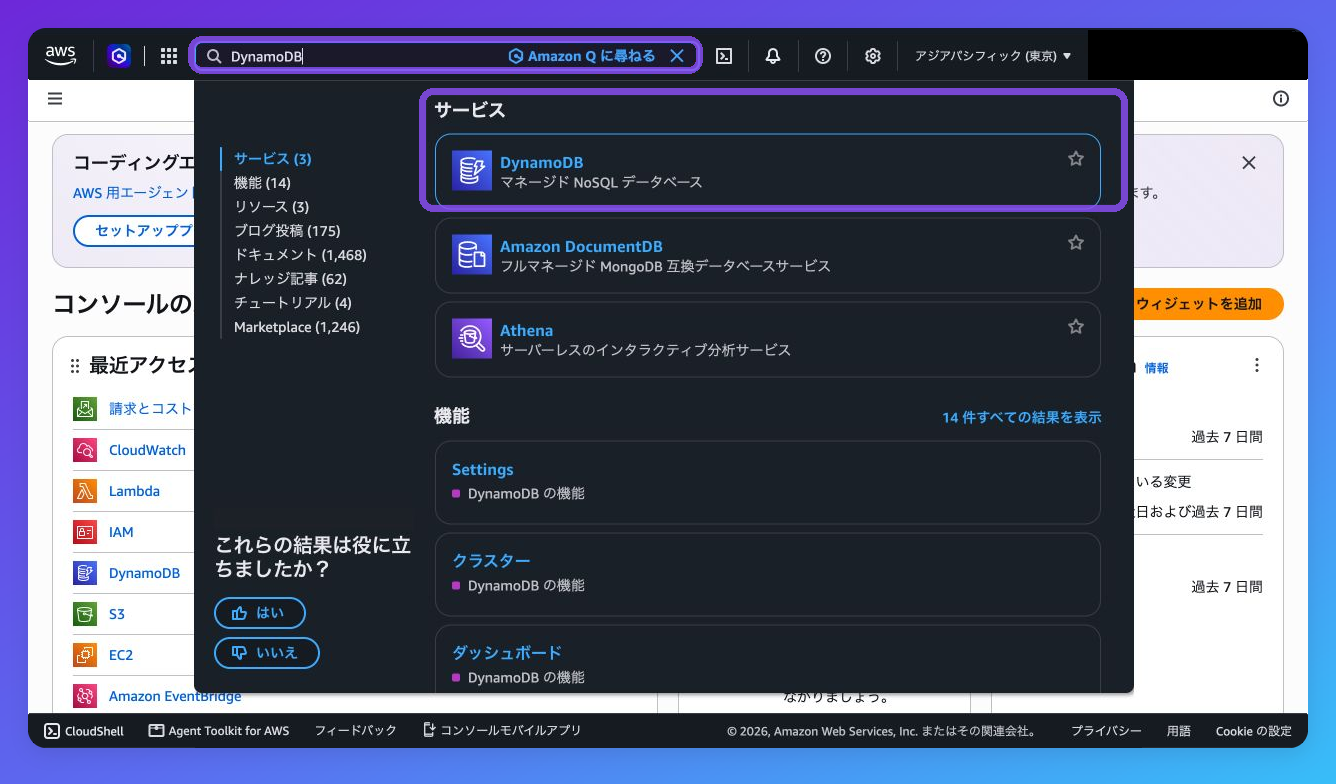 aws
DynamoDB
Amazon Q に尋ねる
アジアパシフィック (東京)
サービス
サービス (3)
機能 (14)
リソース (3)
ブログ投稿 (175)
ドキュメント (1,468)
ナレッジ記事 (62)
チュートリアル (4)
Marketplace (1,246)
DynamoDB
マネージド NoSQL データベース
Amazon DocumentDB
フルマネージド MongoDB 互換データベースサービス
Athena
サーバーレスのインタラクティブ分析サービス
機能
14 件すべての結果を表示
Settings
DynamoDB の機能
クラスター
DynamoDB の機能
ダッシュボード
DynamoDB の機能
これらの結果は役に立
ちましたか？
はい
いいえ
コーディングエ
AWS 用エージェント
セットアッププ
ます。
コンソールの
ウィジェットを追加
最近アクセス
請求とコスト
CloudWatch
Lambda
IAM
DynamoDB
S3
EC2
Amazon EventBridge
情報
過去 7 日間
いる変更
日および過去 7 日間
過去 7 日間
ながりましょう。
CloudShell
Agent Toolkit for AWS
フィードバック
コンソールモバイルアプリ
© 2026, Amazon Web Services, Inc. またはその関連会社。
プライバシー
用語
Cookie の設定